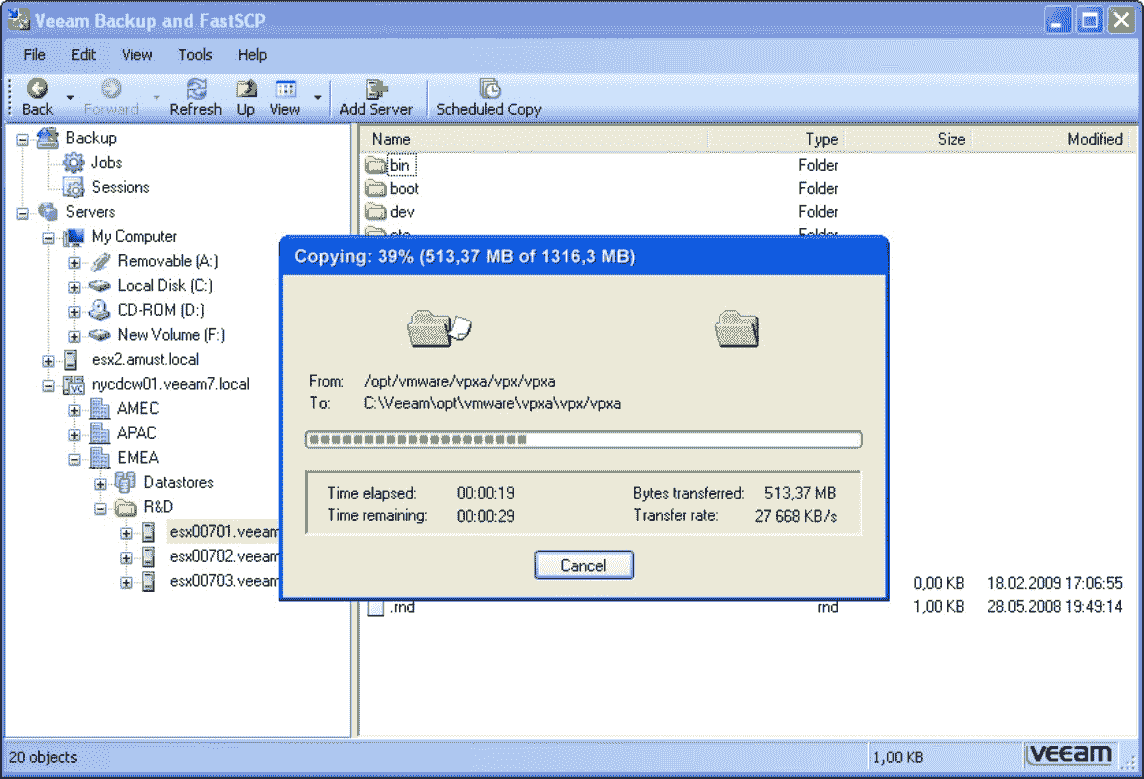 Veeam Backup and FastSCP
File Edit View Tools Help
Back Forward Refresh Up View Add Server Scheduled Copy
Backup
Jobs
Sessions
Servers
My Computer
Removable (A:)
Local Disk (C:)
CD-ROM (D:)
New Volume (F:)
esx2.amust.local
nycdcw01.veeam7.local
AMEC
APAC
EMEA
Datastores
R&D
esx00701.veeam
esx00702.veeam
esx00703.veeam
Name Type Size Modified
bin Folder
boot Folder
dev Folder
etc Folder
Copying: 39% (513,37 MB of 1316,3 MB)
From: /opt/vmware/vpxa/vpx/vpxa
To: C:\Veeam\opt\vmware\vpxa\vpx/vpxa
Time elapsed: 00:00:19 Bytes transferred: 513,37 MB
Time remaining: 00:00:29 Transfer rate: 27 668 KB/s
Cancel
0,00 KB 18.02.2009 17:06:55
.rnd rnd 1,00 KB 28.05.2008 19:49:14
20 objects 1,00 KB veeam